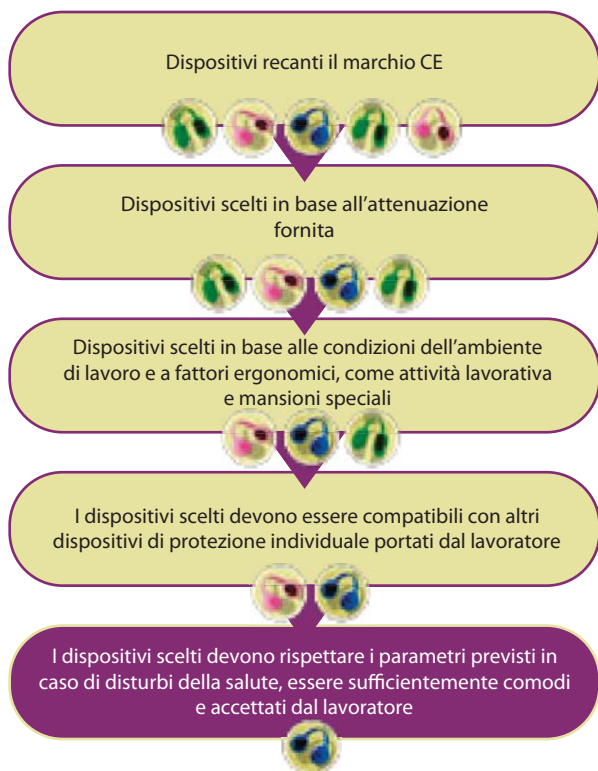 Dispositivi recanti il marchio CE
Dispositivi scelti in base all’attenuazione
fornita
Dispositivi scelti in base alle condizioni dell’ambiente
di lavoro e a fattori ergonomici, come attività lavorativa
e mansioni speciali
I dispositivi scelti devono essere compatibili con altri
dispositivi di protezione individuale portati dal lavoratore
I dispositivi scelti devono rispettare i parametri previsti in
caso di disturbi della salute, essere sufficientemente comodi
e accettati dal lavoratore